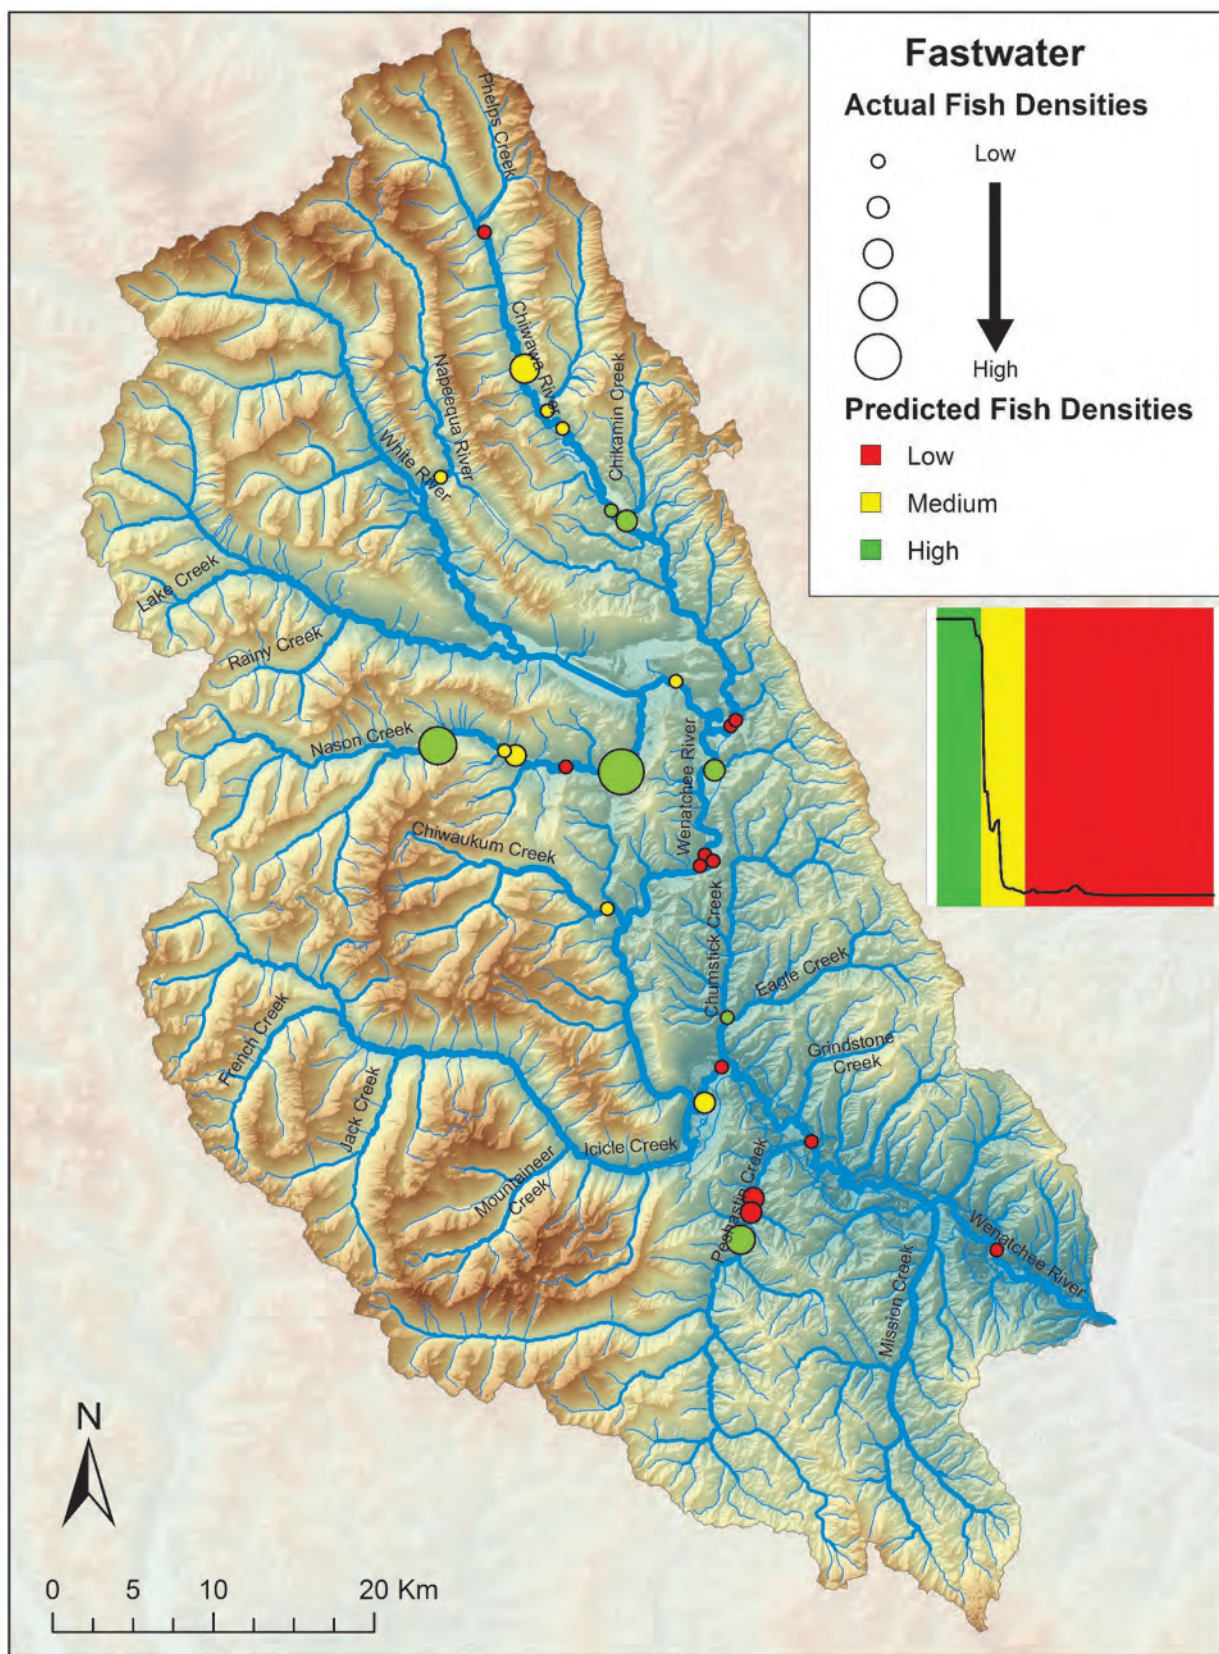 Fastwater
Actual Fish Densities
Low
High
Predicted Fish Densities
Low
Medium
High
Phelps Creek
Chiwawa River
Napeequa River
Chikamin Creek
White River
Lake Creek
Rainy Creek
Nason Creek
Wenatchee River
Chiwaukum Creek
Chumstick Creek
Eagle Creek
Grindstone
Creek
French Creek
Jack Creek
Icicle Creek
Mountaineer
Creek
Peshastin Creek
Mission Creek
Wenatchee River
N
0 5 10 20 Km